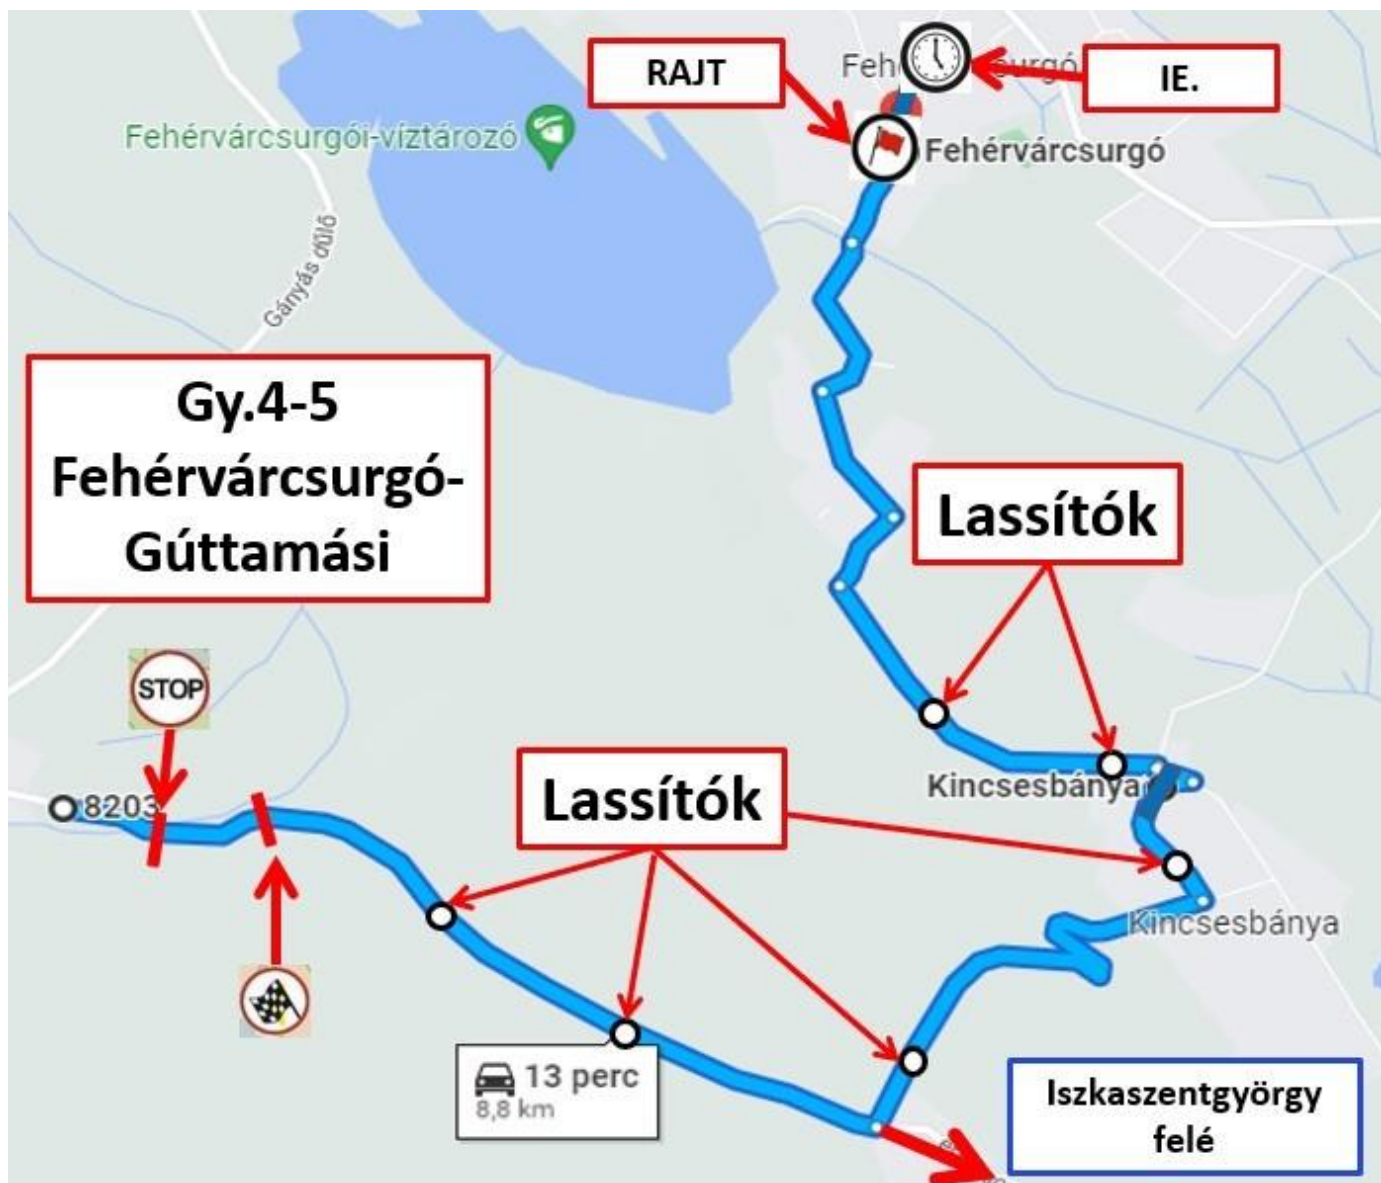 RAJT
IE.
Fehérvárcsurgói-víztározó
Fehérvárcsurgó
Gányás dűlő
Gy.4-5
Fehérvárcsurgó-
Gúttamási
Lassítók
STOP
Lassítók
Kincsesbánya
8203
Kincsesbánya
13 perc
8,8 km
Iszkaszentgyörgy
felé